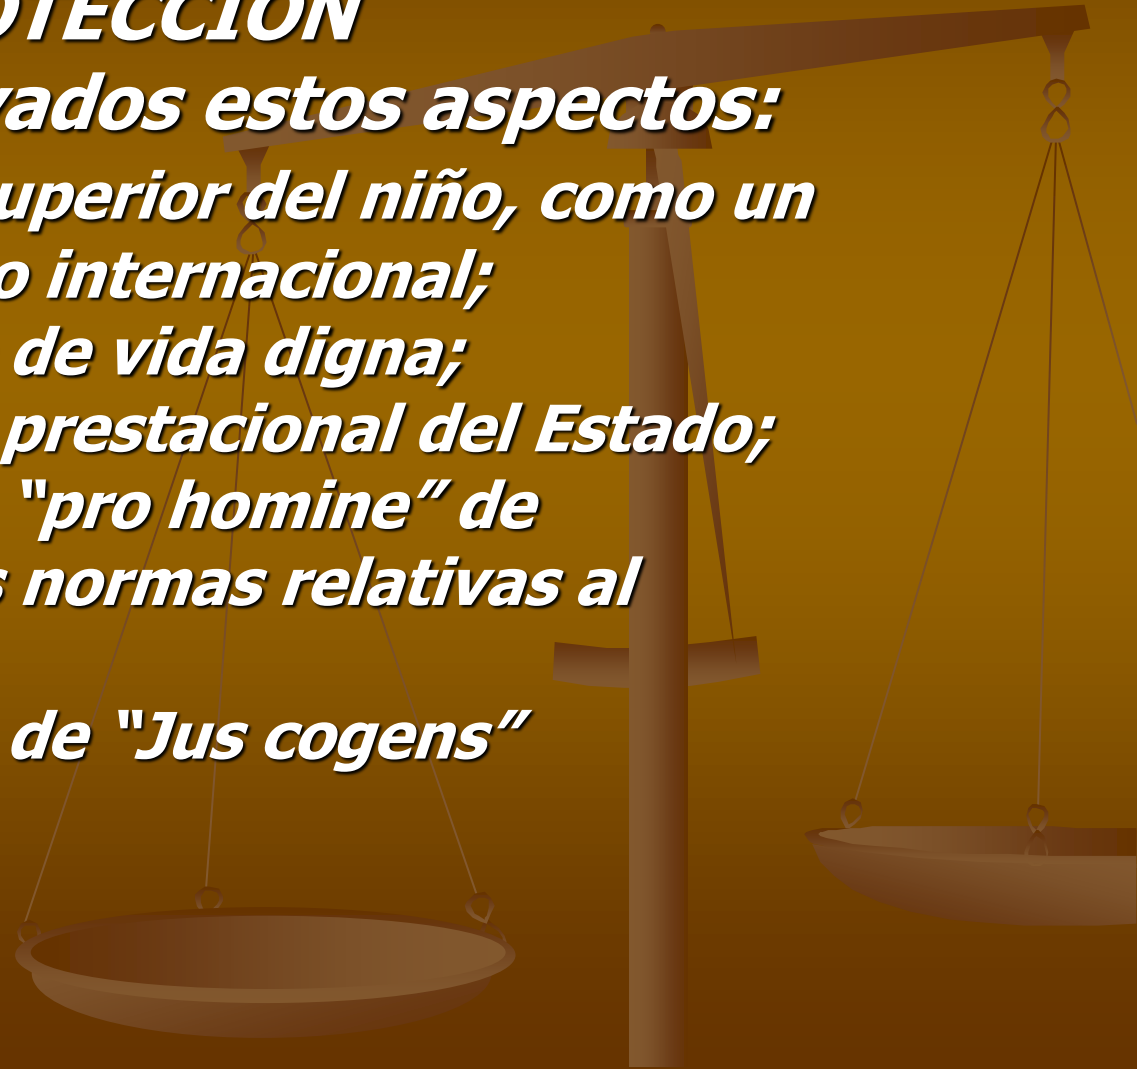 OTECCIÓN
vados estos aspectos:
uperior del niño, como un
o internacional;
de vida digna;
prestacional del Estado;
“pro homine” de
s normas relativas al
de “Jus cogens”